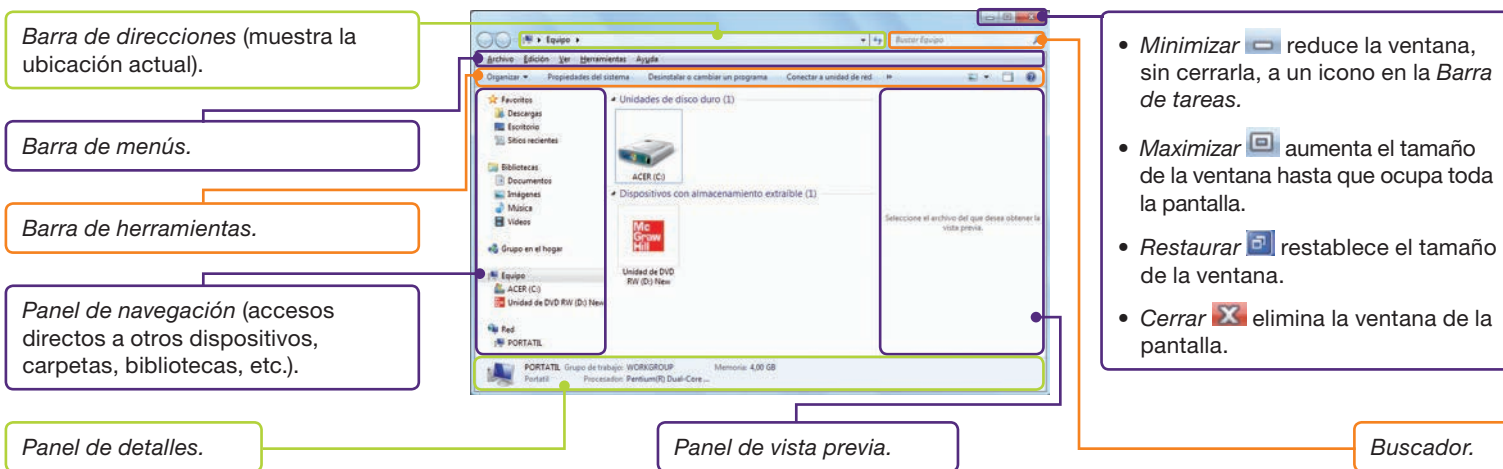 Barra de direcciones (muestra la
ubicación actual).
Barra de menús.
Barra de herramientas.
Panel de navegación (accesos
directos a otros dispositivos,
carpetas, bibliotecas, etc.).
Panel de detalles.
Equipo
Buscar Equipo
Archivo Edición Ver Herramientas Ayuda
Organizar Propiedades del sistema Desinstalar o cambiar un programa Conectar a unidad de red »
Favoritos
Descargas
Escritorio
Sitios recientes
Bibliotecas
Documentos
Imágenes
Música
Vídeos
Grupo en el hogar
Equipo
ACER (C:)
Unidad de DVD RW (D:) New
Red
PORTATIL
Unidades de disco duro (1)
ACER (C:)
Dispositivos con almacenamiento extraíble (1)
Mc
Graw
Hill
Unidad de DVD
RW (D:) New
Seleccione el archivo del que desea obtener la
vista previa.
PORTATIL Grupo de trabajo: WORKGROUP Memoria: 4,00 GB
Portatil Procesador: Pentium(R) Dual-Core ...
Panel de vista previa.
• Minimizar reduce la ventana,
sin cerrarla, a un icono en la Barra
de tareas.
• Maximizar aumenta el tamaño
de la ventana hasta que ocupa toda
la pantalla.
• Restaurar restablece el tamaño
de la ventana.
• Cerrar elimina la ventana de la
pantalla.
Buscador.